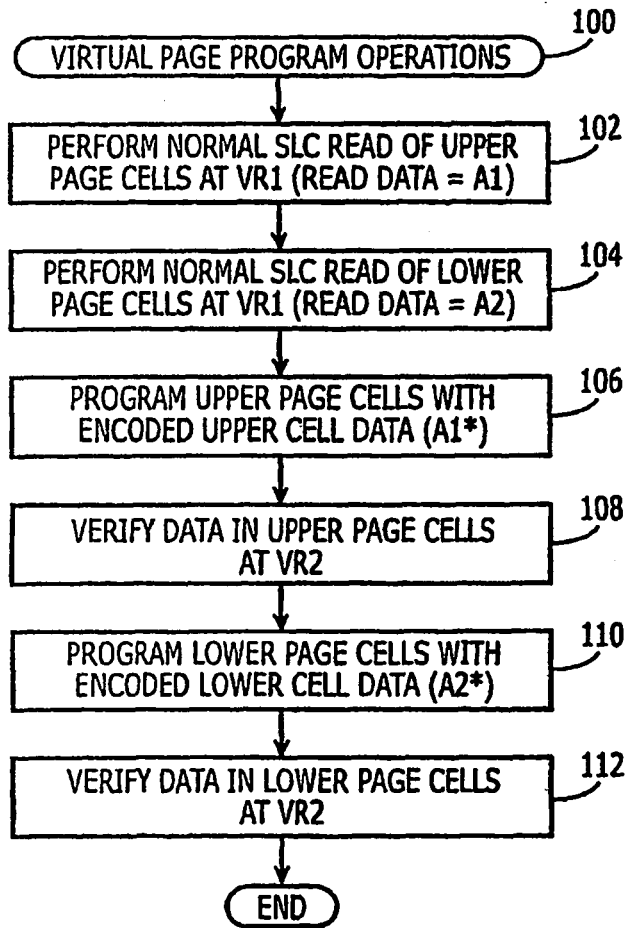 100
VIRTUAL PAGE PROGRAM OPERATIONS
102
PERFORM NORMAL SLC READ OF UPPER
PAGE CELLS AT VR1 (READ DATA = A1)
104
PERFORM NORMAL SLC READ OF LOWER
PAGE CELLS AT VR1 (READ DATA = A2)
106
PROGRAM UPPER PAGE CELLS WITH
ENCODED UPPER CELL DATA (A1*)
108
VERIFY DATA IN UPPER PAGE CELLS
AT VR2
110
PROGRAM LOWER PAGE CELLS WITH
ENCODED LOWER CELL DATA (A2*)
112
VERIFY DATA IN LOWER PAGE CELLS
AT VR2
END